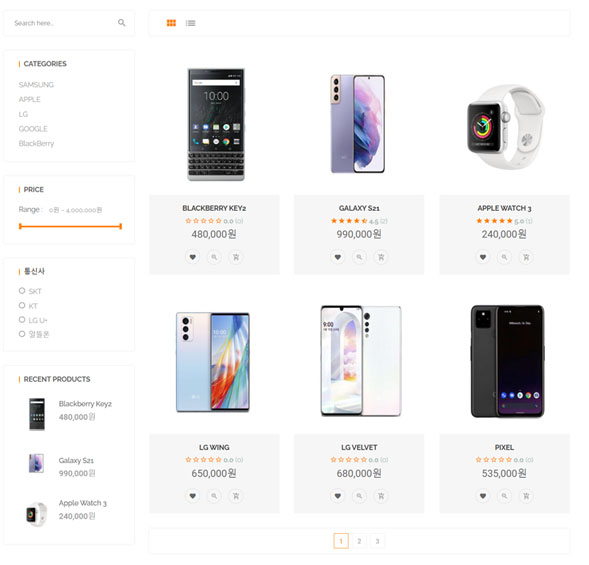 Search here..
CATEGORIES
SAMSUNG
APPLE
LG
GOOGLE
BlackBerry
PRICE
Range : 0원 - 4,000,000원
통신사
SKT
KT
LG U+
알뜰폰
RECENT PRODUCTS
Blackberry Key2
480,000원
Galaxy S21
990,000원
Apple Watch 3
240,000원
BLACKBERRY KEY2
0.0 (0)
480,000원
GALAXY S21
4.5 (2)
990,000원
APPLE WATCH 3
5.0 (1)
240,000원
LG WING
0.0 (0)
650,000원
LG VELVET
0.0 (0)
680,000원
PIXEL
0.0 (0)
535,000원
1 2 3